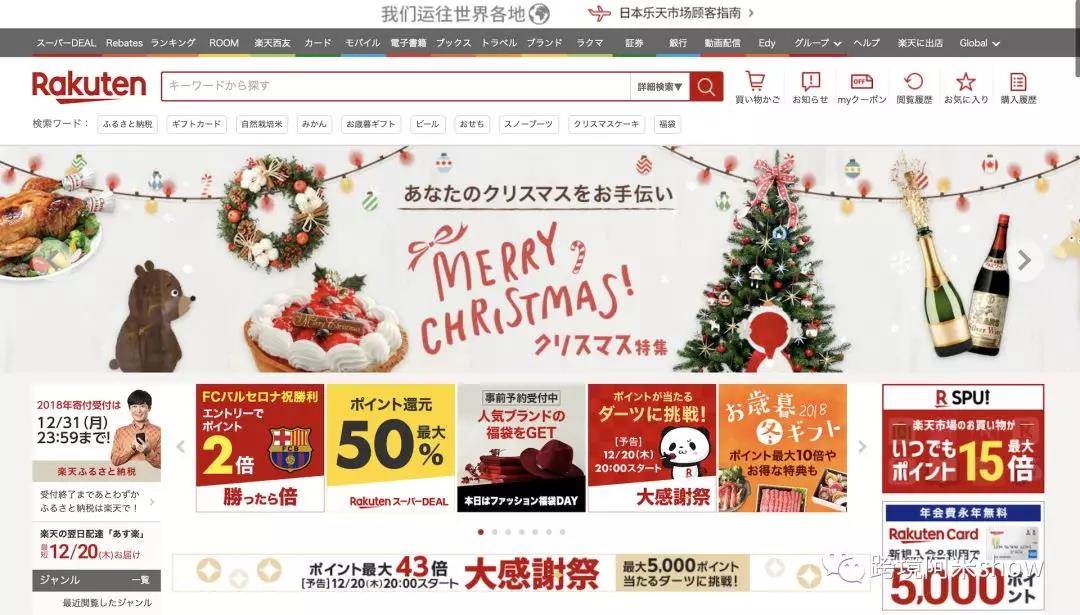 我们运往世界各地
日本乐天市场顾客指南
スーパーDEAL Rebates ランキング ROOM 楽天西友 カード モバイル 電子書籍 ブックス トラベル ブランド ラクマ 証券 銀行 動画配信 Edy グループ ヘルプ 楽天に出店 Global
Rakuten
キーワードから探す
詳細検索▼
買い物かご お知らせ myクーポン 閲覧履歴 お気に入り 購入履歴
OFF
検索ワード： ふるさと納税 ギフトカード 自然栽培米 みかん お歳暮ギフト ビール おせち スノーブーツ クリスマスケーキ 福袋
あなたのクリスマスをお手伝い
MERRY
CHRISTMAS!
クリスマス特集
Merry Christmas
2018年寄付受付は
12/31(月)
23:59まで!
楽天ふるさと納税
受付終了まであとわずか
ふるさと納税は楽天で！
楽天の翌日配達「あす楽」
最短12/20(木)お届け
ジャンル 一覧
最近閲覧したジャンル
FCバルセロナ祝勝利
エントリーで
ポイント
2倍
FCB
勝ったら倍
ポイント還元
最大
50%
Rakuten スーパーDEAL
事前予約受付中
人気ブランドの
福袋をGET
本日はファッション福袋DAY
ポイントが当たる
ダーツに挑戦!
[予告]
12/20(木)
20:00スタート
大感謝祭
お歳暮2018
冬ギフト
ポイント最大10倍や
お得な特典も
ポイント最大43倍
[予告]12/20(木)20:00スタート
大感謝祭
最大5,000ポイント
当たるダーツに挑戦!
R SPU!
楽天市場のお買い物が
いつでも
ポイント15倍
最大
年会費永年無料
Rakuten Card
新規入会&利用で
5,000ポイント
跨境阿米show